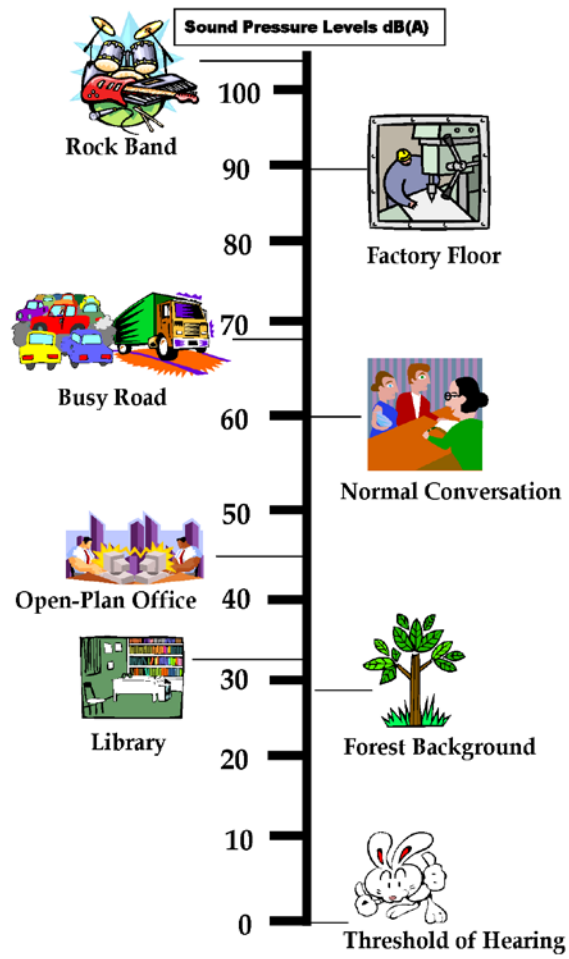 Sound Pressure Levels dB(A)
100
Rock Band
90
Factory Floor
80
70
Busy Road
60
Normal Conversation
50
Open-Plan Office
40
30
Library
Forest Background
20
10
0
Threshold of Hearing